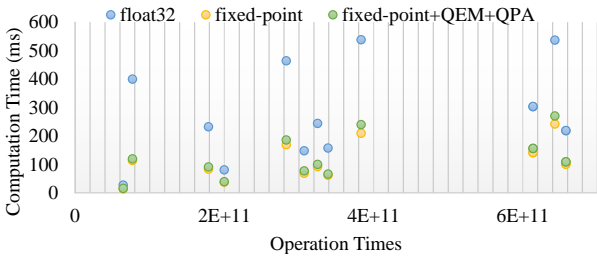 float32 fixed-point fixed-point+QEM+QPA
Computation Time (ms)
600
500
400
300
200
100
0
0 2E+11 4E+11 6E+11
Operation Times